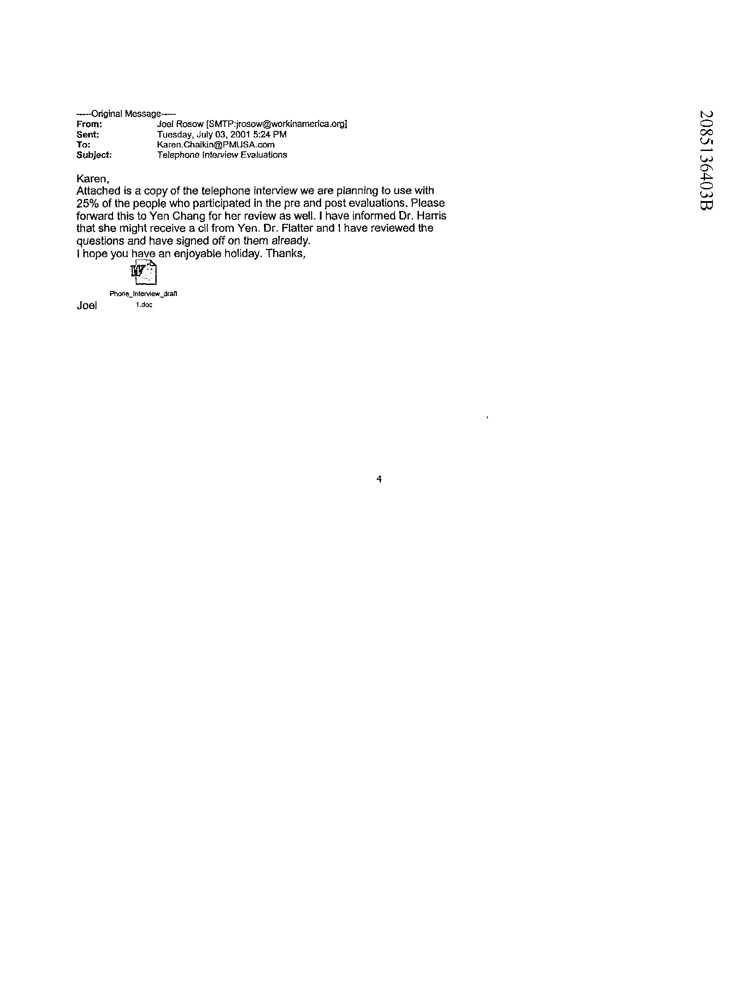 -----Original Message-----
From: Joel Rosow [SMTP:jrosow@workinamerica.org]
Sent: Tuesday, July 03, 2001 5:24 PM
To: Karen.Chaikin@PMUSA.com
Subject: Telephone Interview Evaluations
Karen,
Attached is a copy of the telephone interview we are planning to use with
25% of the people who participated in the pre and post evaluations. Please
forward this to Yen Chang for her review as well. I have informed Dr. Harris
that she might receive a cll from Yen. Dr. Flatter and I have reviewed the
questions and have signed off on them already.
I hope you have an enjoyable holiday. Thanks,
W
Phone_Interview_draft
1.doc
Joel
4
2085136403B